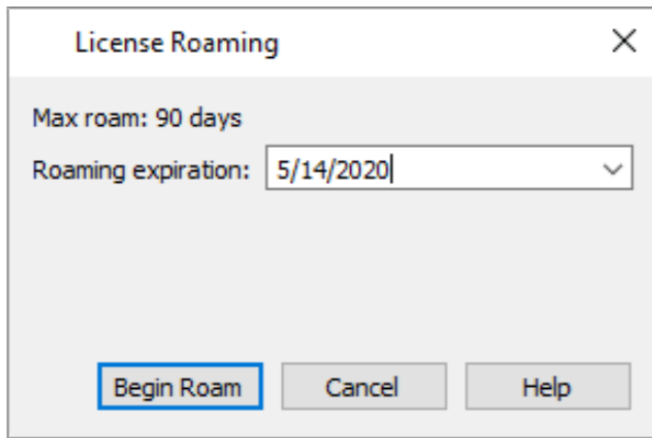 License Roaming
Max roam: 90 days
Roaming expiration: 5/14/2020
Begin Roam Cancel Help